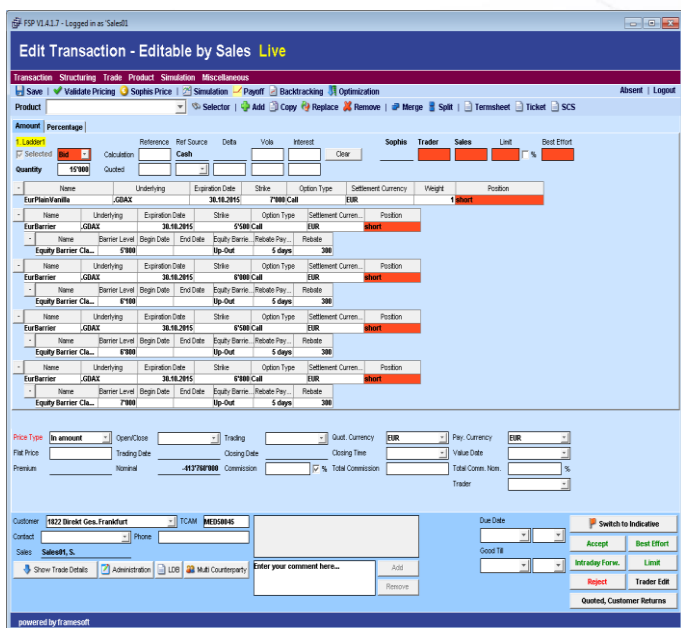 FSP V1.4.1.7 - Logged in as 'Sales01
Edit Transaction - Editable by Sales Live
Transaction Structuring Trade Product Simulation Miscellaneous
Save Validate Pricing Sophis Price Simulation Payoff Backtracking Optimization Absent Logout
Product Selector Add Copy Replace Remove Merge Split Termsheet Ticket SCS
Amount Percentage
1. Ladder1 Reference Ref Source Delta Vola Interest Sophis Trader Sales Limit Best Effort
Selected Bid Calculation Cash Clear %
Quantity 15'000 Quoted
- Name Underlying Expiration Date Strike Option Type Settlement Currency Weight Position
EurPlainVanilla .GDAX 30.10.2015 7'000 Call EUR 1 short
- Name Underlying Expiration Date Strike Option Type Settlement Curren... Position
EurBarrier .GDAX 30.10.2015 5'500 Call EUR short
- Name Barrier Level Begin Date End Date Equity Barrie... Rebate Pay... Rebate
Equity Barrier Cla... 5'000 Up-Out 5 days 300
- Name Underlying Expiration Date Strike Option Type Settlement Curren... Position
EurBarrier .GDAX 30.10.2015 6'000 Call EUR short
- Name Barrier Level Begin Date End Date Equity Barrie... Rebate Pay... Rebate
Equity Barrier Cla... 6'100 Up-Out 5 days 300
- Name Underlying Expiration Date Strike Option Type Settlement Curren... Position
EurBarrier .GDAX 30.10.2015 6'500 Call EUR short
- Name Barrier Level Begin Date End Date Equity Barrie... Rebate Pay... Rebate
Equity Barrier Cla... 6'000 Up-Out 5 days 300
- Name Underlying Expiration Date Strike Option Type Settlement Curren... Position
EurBarrier .GDAX 30.10.2015 6'800 Call EUR short
- Name Barrier Level Begin Date End Date Equity Barrie... Rebate Pay... Rebate
Equity Barrier Cla... 7'000 Up-Out 5 days 300
Price Type In amount Open/Close Trading Quot. Currency EUR Pay. Currency EUR
Flat Price Trading Date Closing Date Closing Time Value Date
Premium Nominal -413'760'000 Commission % Total Commission Total Comm. Nom. %
Trader
Customer 1822 Direkt Ges. Frankfurt TCAM MED50045 Due Date Switch to Indicative
Contact Phone Accept Best Effort
Sales Sales01, S. Good Till
Show Trade Details Administration LDB Multi Counterparty Enter your comment here... Add Intraday Forw. Limit
Remove Reject Trader Edit
Quoted, Customer Returns
powered by framesoft